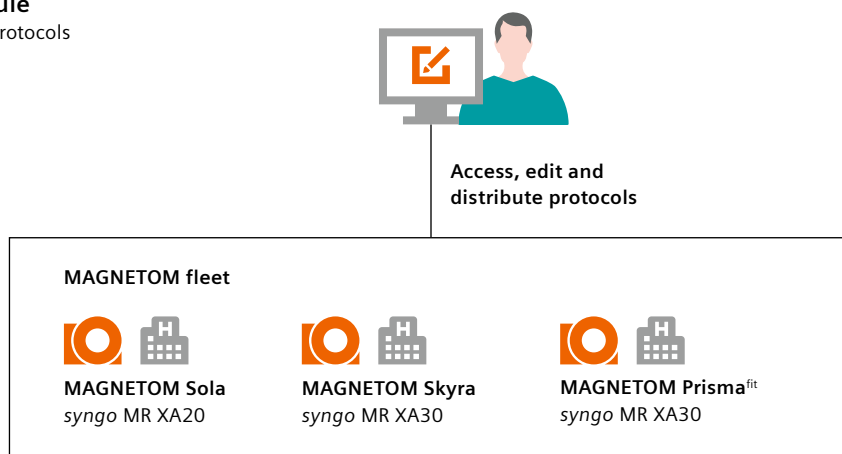 rotocols
Access, edit and
distribute protocols
MAGNETOM fleet
H
H
H
MAGNETOM Sola
MAGNETOM Skyra
MAGNETOM Prismafit
syngo MR XA20
syngo MR XA30
syngo MR XA30